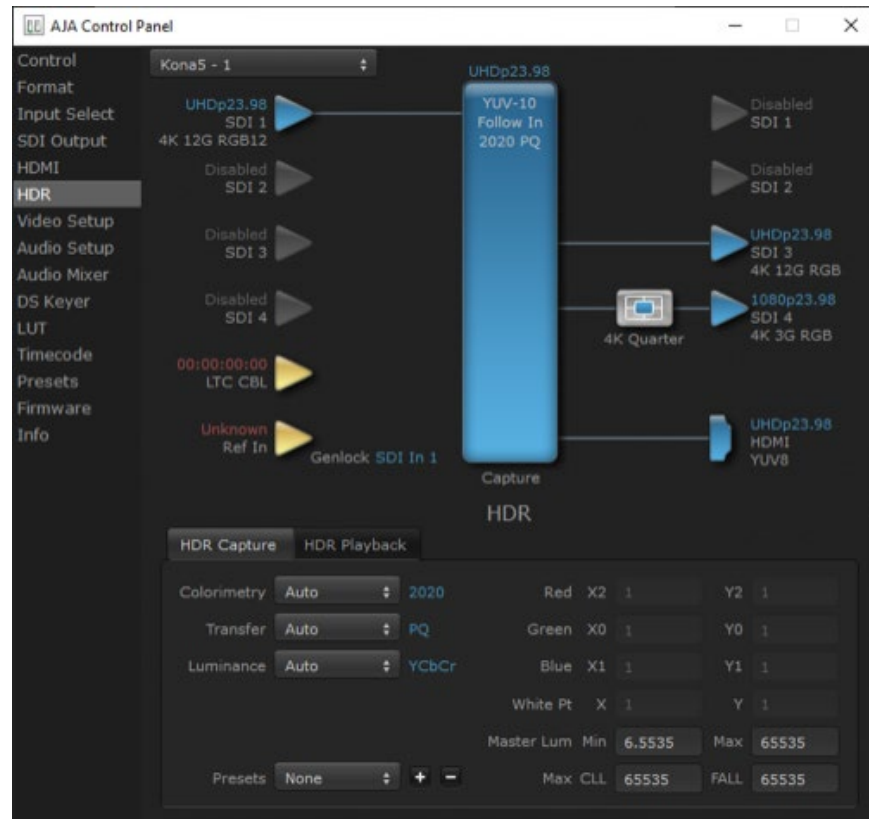 AJA Control Panel
Control
Format
Input Select
SDI Output
HDMI
HDR
Video Setup
Audio Setup
Audio Mixer
DS Keyer
LUT
Timecode
Presets
Firmware
Info
Kona5 - 1
UHDp23.98
SDI 1
4K 12G RGB12
Disabled
SDI 2
Disabled
SDI 3
Disabled
SDI 4
00:00:00:00
LTC CBL
Unknown
Ref In
Genlock SDI In 1
UHDp23.98
YUV-10
Follow In
2020 PQ
Capture
Disabled
SDI 1
Disabled
SDI 2
UHDp23.98
SDI 3
4K 12G RGB
4K Quarter
1080p23.98
SDI 4
4K 3G RGB
UHDp23.98
HDMI
YUV8
HDR
HDR Capture HDR Playback
Colorimetry Auto 2020 Red X2 1 Y2 1
Transfer Auto PQ Green X0 1 Y0 1
Luminance Auto YCbCr Blue X1 1 Y1 1
White Pt X 1 Y 1
Master Lum Min 6.5535 Max 65535
Presets None + - Max CLL 65535 FALL 65535